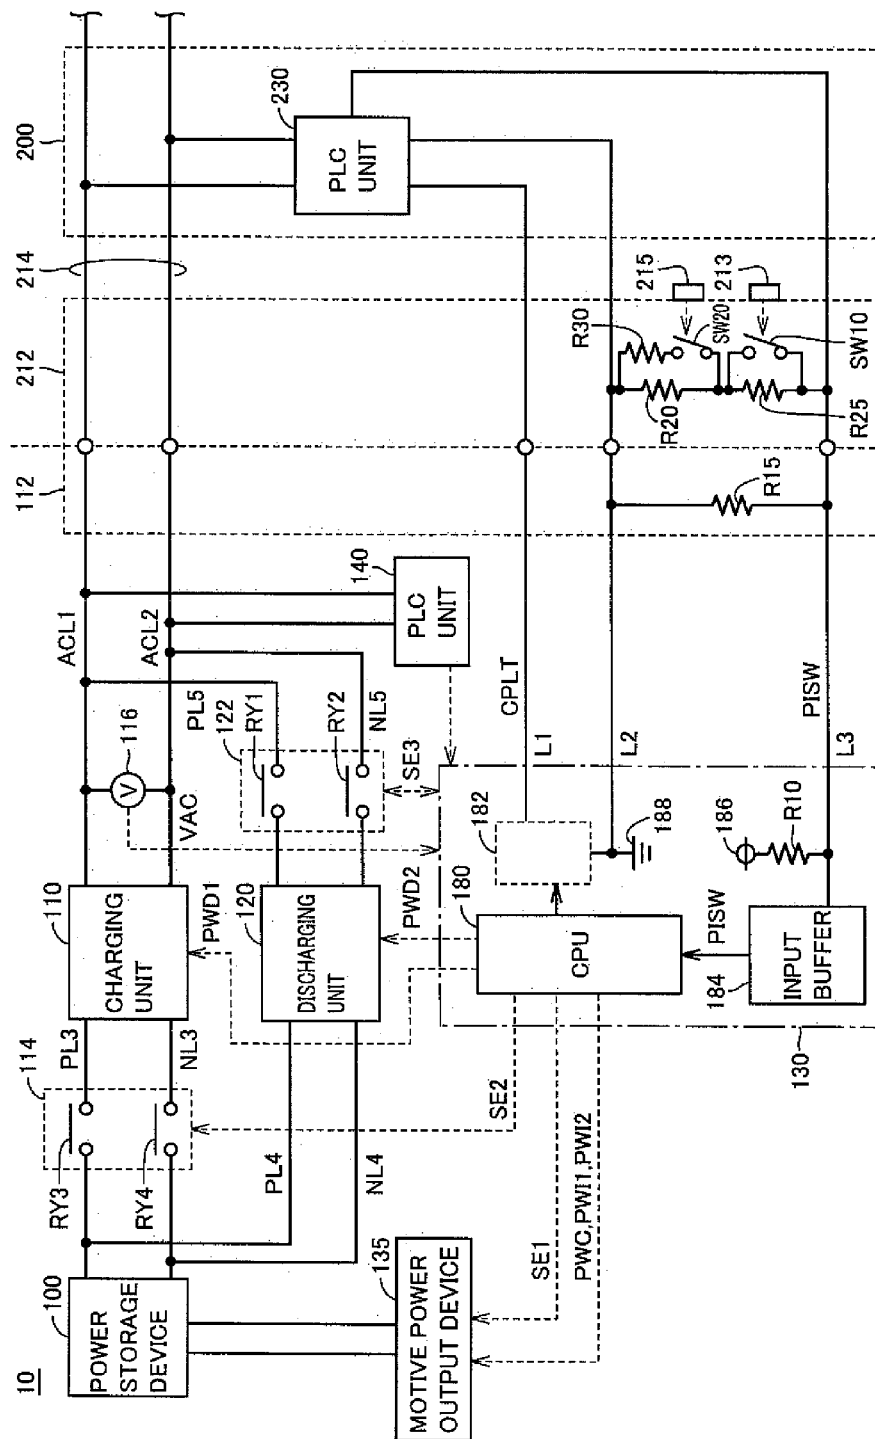 10
100
POWER
STORAGE
DEVICE
135
MOTIVE POWER
OUTPUT DEVICE
RY3
RY4
114
PL3
NL3
PL4
NL4
SE2
SE1
PWC,PWI1,PWI2
110
CHARGING
UNIT
PWD1
120
DISCHARGING
UNIT
PWD2
130
180
CPU
182
184
INPUT
BUFFER
PISW
186
R10
188
116
V
VAC
122
RY1
RY2
PL5
NL5
SE3
ACL1
ACL2
140
PLC
UNIT
CPLT
PISW
L1
L2
L3
112
R15
212
R20
R25
R30
SW20
SW10
215
213
214
200
230
PLC
UNIT